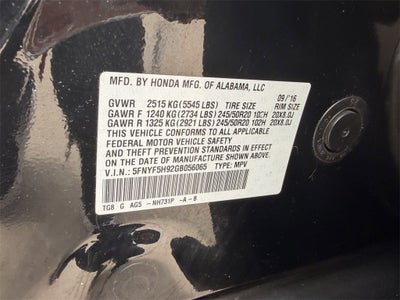 MFD. BY HONDA MFG. OF ALABAMA, LLC 09/'16
GVWR 2515 KG(5545 LBS) TIRE SIZE RIM SIZE
GAWR F 1240 KG(2734 LBS) 245/50R20 102H 20X8.0J
GAWR R 1325 KG(2921 LBS) 245/50R20 102H 20X8.0J
THIS VEHICLE CONFORMS TO ALL APPLICABLE
FEDERAL MOTOR VEHICLE SAFETY
AND THEFT PREVENTION STANDARDS IN EFFECT ON THE
DATE OF MANUFACTURE SHOWN ABOVE.
V.I.N.: 5FNYF5H92GB056065 TYPE: MPV
TG8 G AG5 -NH731P -A-B